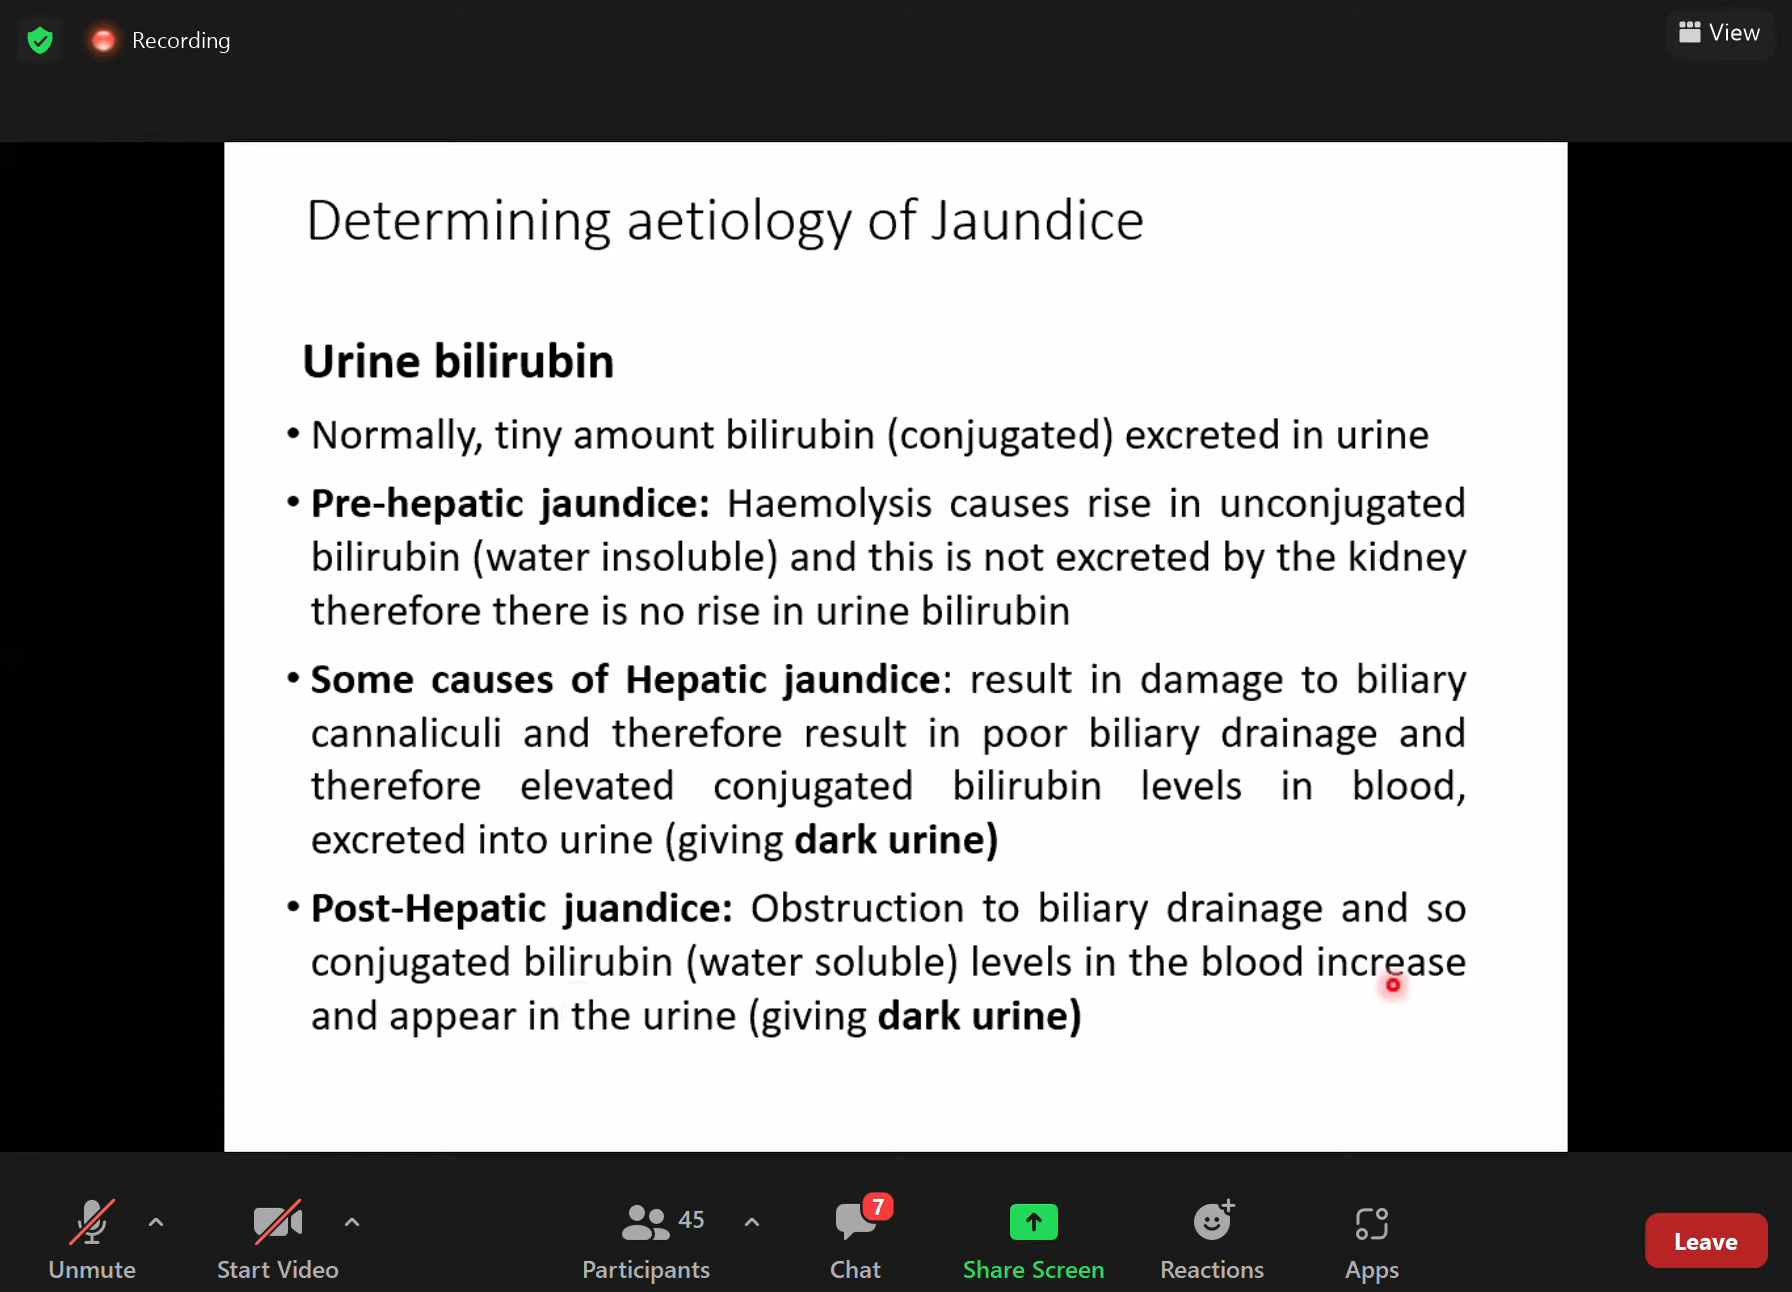 Recording
View
Determining aetiology of Jaundice
Urine bilirubin
• Normally, tiny amount bilirubin (conjugated) excreted in urine
• Pre-hepatic jaundice: Haemolysis causes rise in unconjugated
bilirubin (water insoluble) and this is not excreted by the kidney
therefore there is no rise in urine bilirubin
• Some causes of Hepatic jaundice: result in damage to biliary
cannaliculi and therefore result in poor biliary drainage and
therefore elevated conjugated bilirubin levels in blood,
excreted into urine (giving dark urine)
• Post-Hepatic juandice: Obstruction to biliary drainage and so
conjugated bilirubin (water soluble) levels in the blood increase
and appear in the urine (giving dark urine)
45
7
Unmute
Start Video
Participants
Chat
Share Screen
Reactions
Apps
Leave